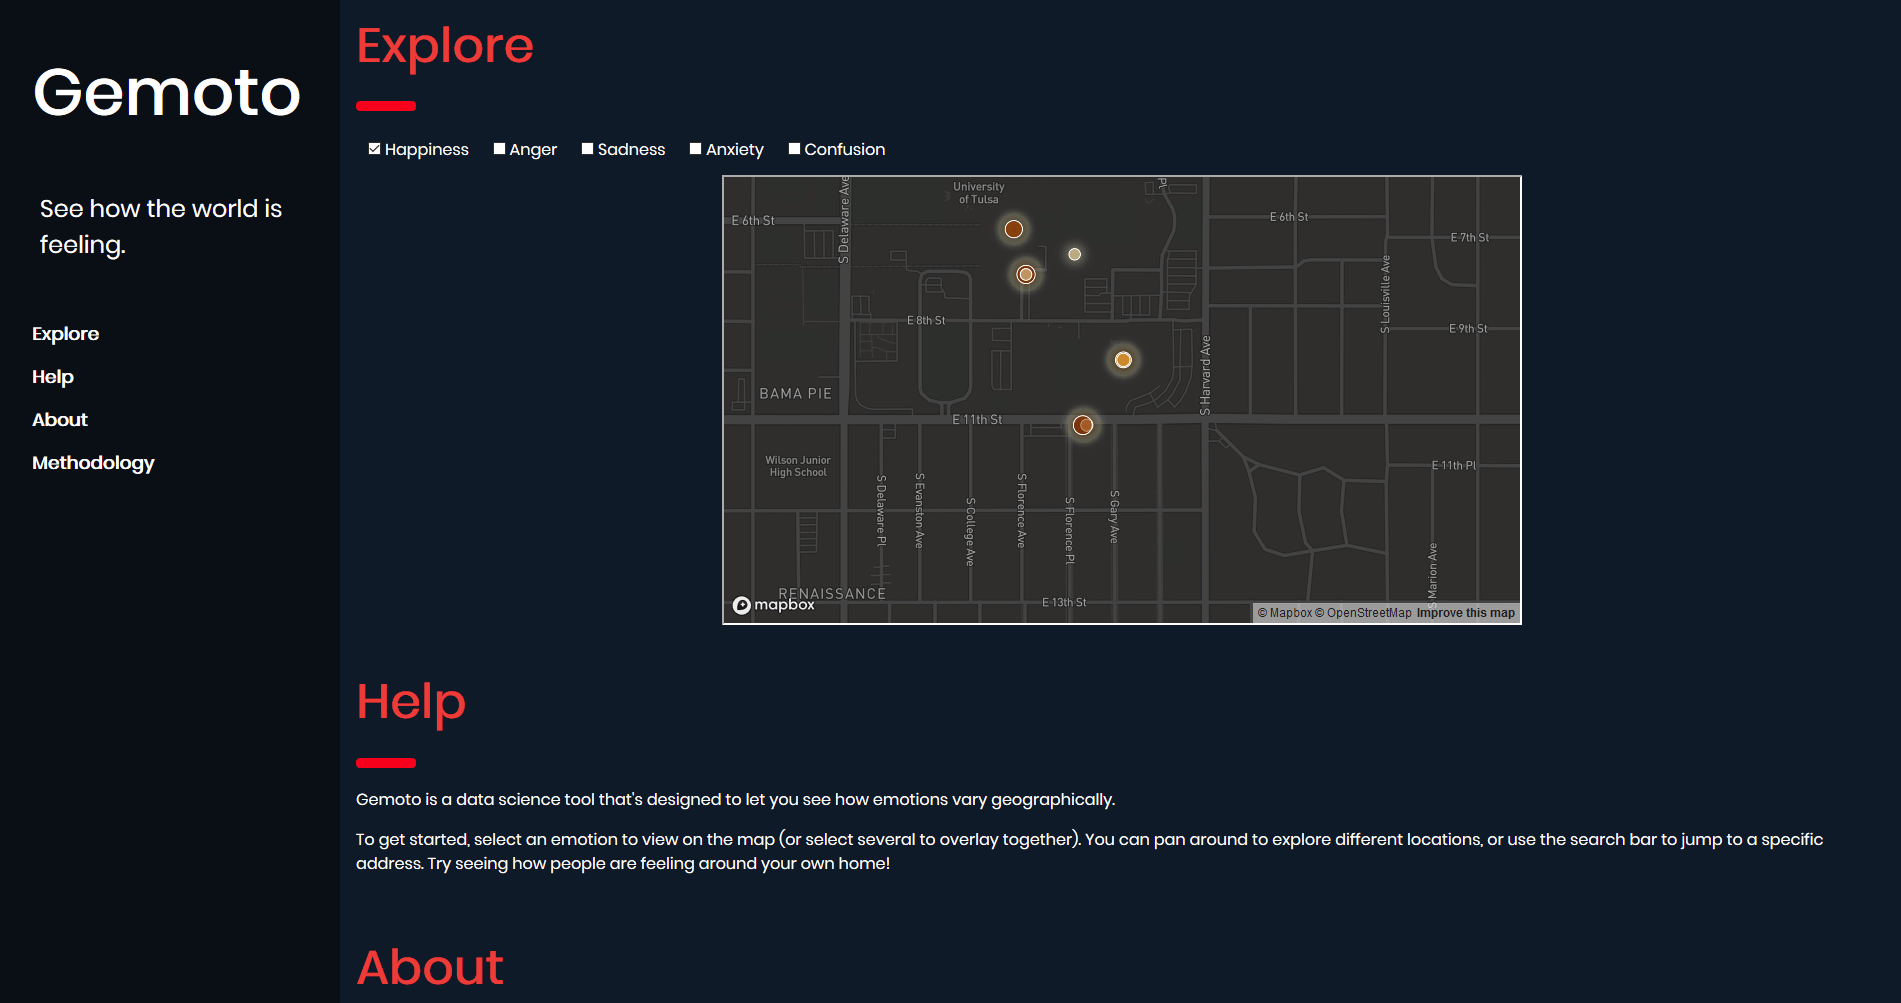 Gemoto
See how the world is
feeling.
Explore
Help
About
Methodology
Explore
Happiness Anger Sadness Anxiety Confusion
University
of Tulsa
Pl
S Delaware Ave
E 6th St
E 6th St
E 7th St
S Louisville Ave
E 8th St
E 9th St
S Harvard Ave
BAMA PIE
E 11th St
Wilson Junior
High School
E 11th Pl
S Delaware Pl
S Evanston Ave
S College Ave
S Florence Ave
S Florence Pl
S Gary Ave
S Marion Ave
RENAISSANCE
E 13th St
mapbox
© Mapbox © OpenStreetMap Improve this map
Help
Gemoto is a data science tool that's designed to let you see how emotions vary geographically.
To get started, select an emotion to view on the map (or select several to overlay together). You can pan around to explore different locations, or use the search bar to jump to a specific
address. Try seeing how people are feeling around your own home!
About